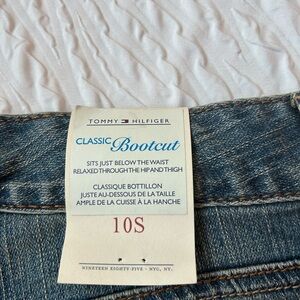 TOMMY HILFIGER
CLASSIC Bootcut
SITS JUST BELOW THE WAIST
RELAXED THROUGH THE HIP AND THIGH
CLASSIQUE BOTTILLON
JUSTE AU-DESSOUS DE LA TAILLE
AMPLE DE LA CUISSE À LA HANCHE
10S
NINETEEN EIGHTY-FIVE • NYC, NY.